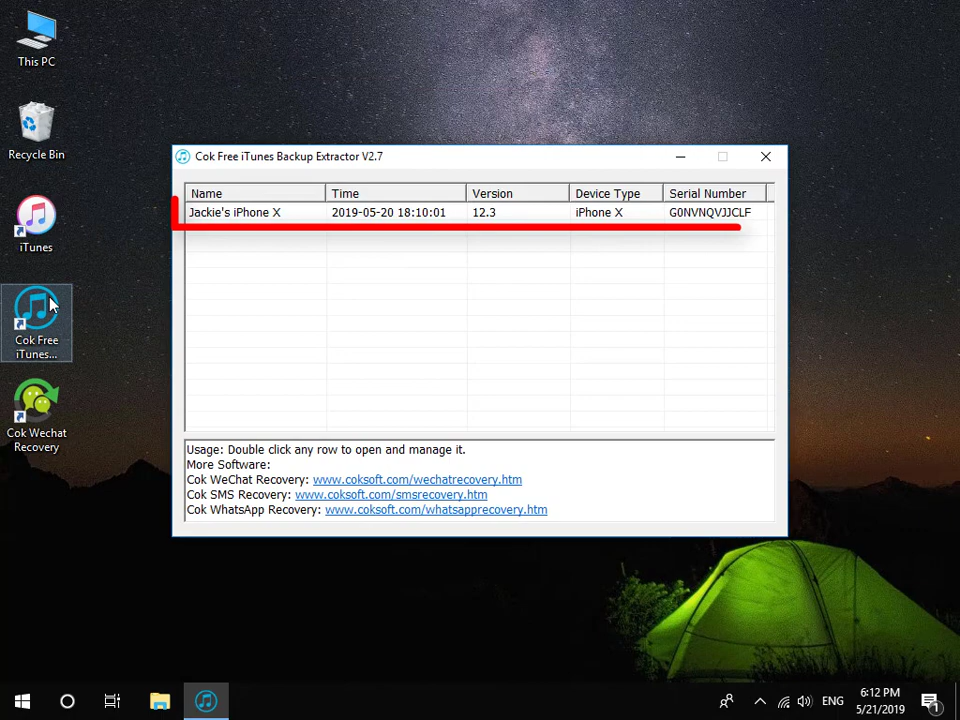 This PC
Recycle Bin
iTunes
Cok Free
iTunes...
Cok Wechat
Recovery
Cok Free iTunes Backup Extractor V2.7
Name Time Version Device Type Serial Number
Jackie's iPhone X 2019-05-20 18:10:01 12.3 iPhone X G0NVNQVJJCLF
Usage: Double click any row to open and manage it.
More Software:
Cok WeChat Recovery: www.coksoft.com/wechatrecovery.htm
Cok SMS Recovery: www.coksoft.com/smsrecovery.htm
Cok WhatsApp Recovery: www.coksoft.com/whatsapprecovery.htm
ENG
6:12 PM
5/21/2019
1